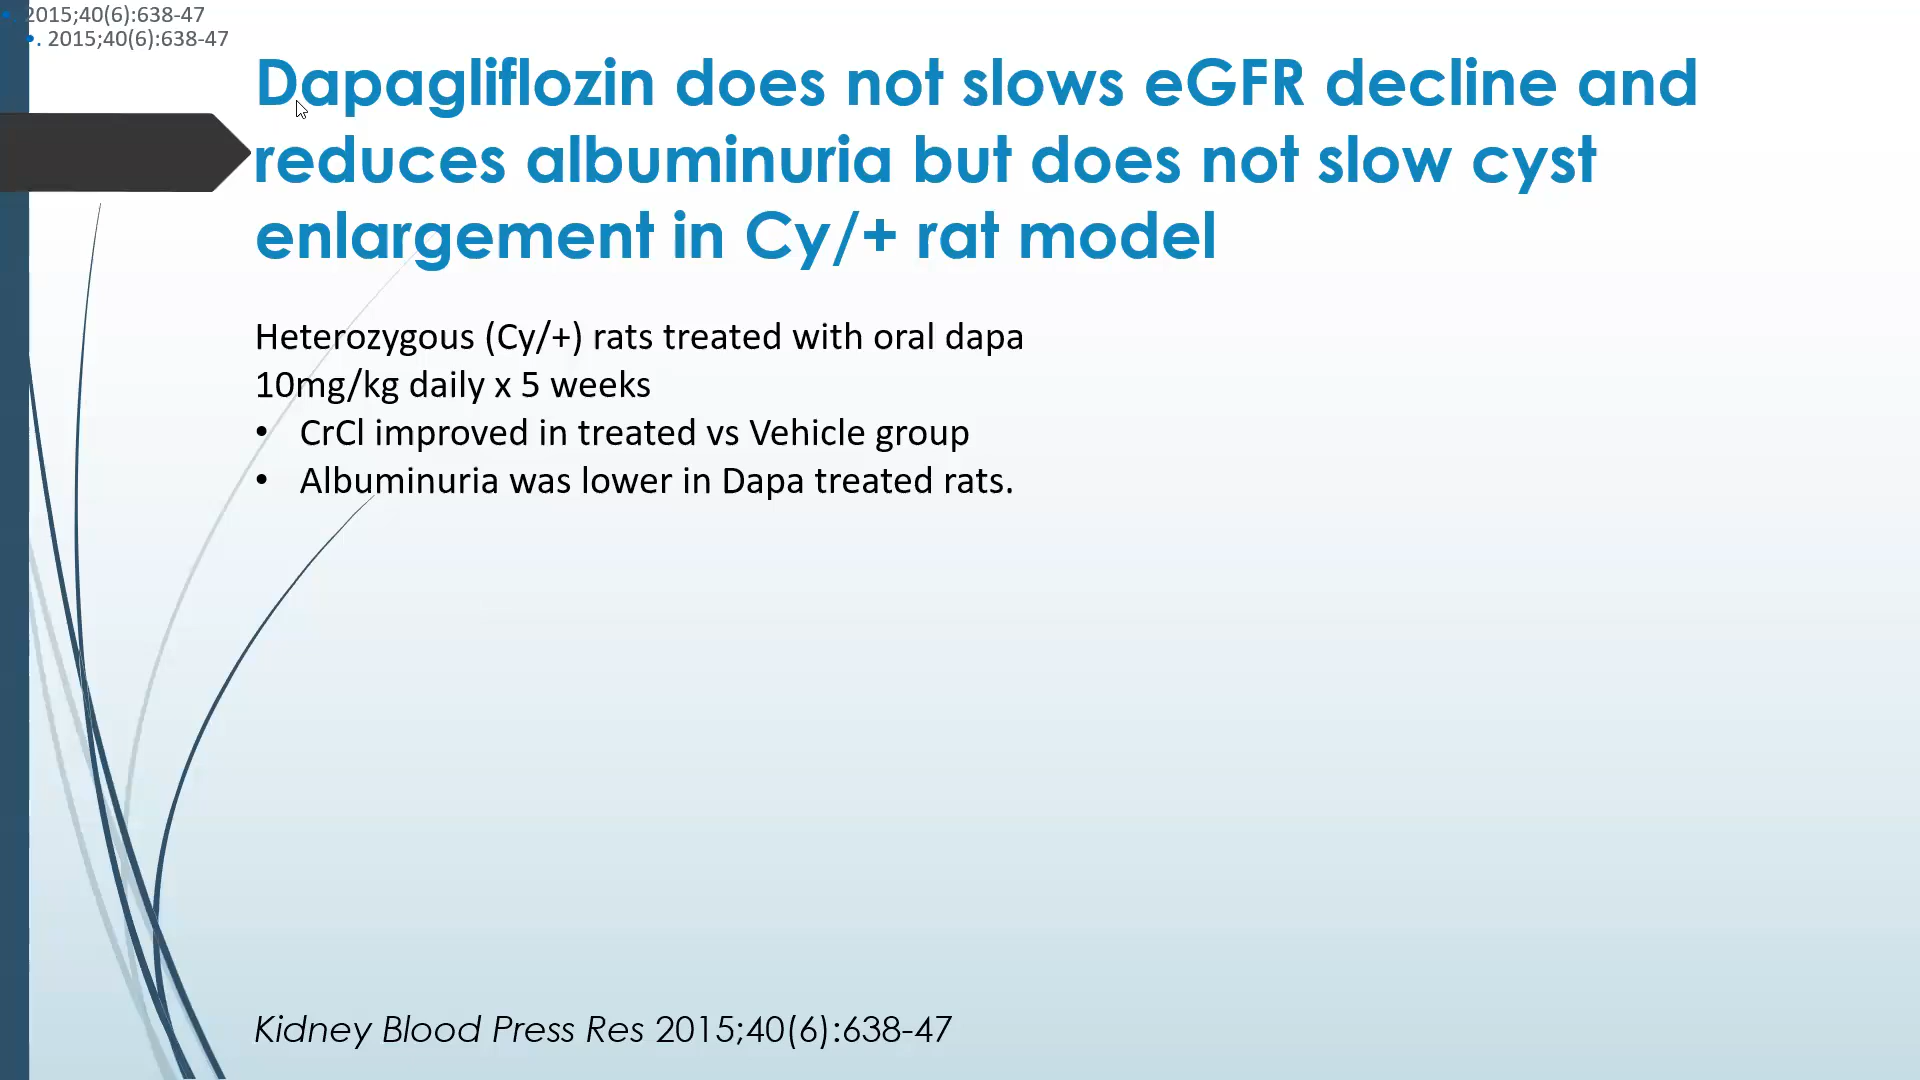 2015;40(6):638-47
. 2015;40(6):638-47
Dapagliflozin does not slows eGFR decline and
reduces albuminuria but does not slow cyst
enlargement in Cy/+ rat model
Heterozygous (Cy/+) rats treated with oral dapa
10mg/kg daily x 5 weeks
• CrCl improved in treated vs Vehicle group
• Albuminuria was lower in Dapa treated rats.
Kidney Blood Press Res 2015;40(6):638-47